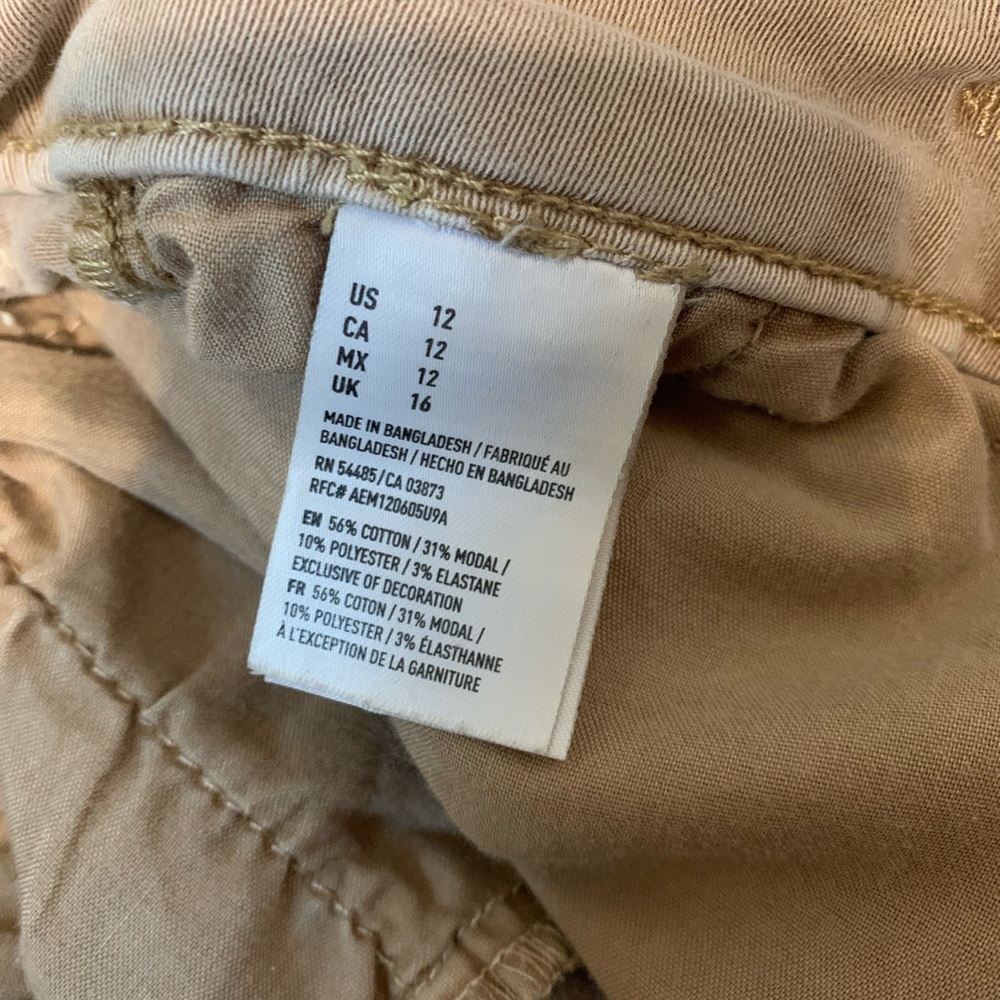 US 12
CA 12
MX 12
UK 16
MADE IN BANGLADESH / FABRIQUÉ AU
BANGLADESH / HECHO EN BANGLADESH
RN 54485/CA 03873
RFC# AEM120605U9A
EN 56% COTTON / 31% MODAL /
10% POLYESTER / 3% ELASTANE
EXCLUSIVE OF DECORATION
FR 56% COTON / 31% MODAL /
10% POLYESTER / 3% ÉLASTHANNE
À L'EXCEPTION DE LA GARNITURE